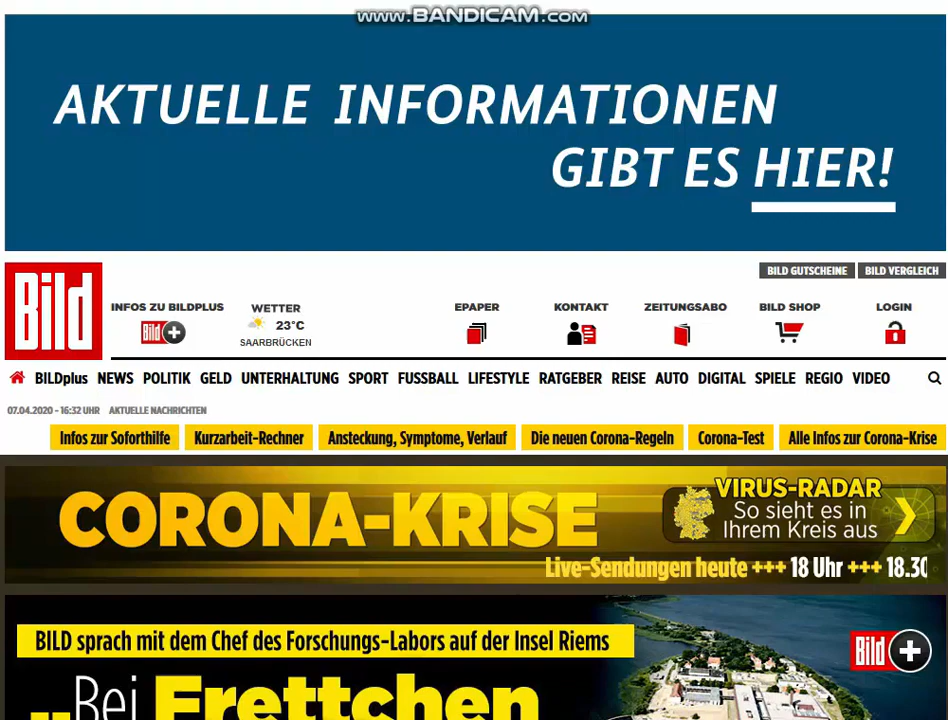 WWW.BANDICAM.COM
AKTUELLE INFORMATIONEN
GIBT ES HIER!
BILD GUTSCHEINE BILD VERGLEICH
Bild
INFOS ZU BILDPLUS WETTER EPAPER KONTAKT ZEITUNGSABO BILD SHOP LOGIN
Bild + 23°C
SAARBRÜCKEN
BILDplus NEWS POLITIK GELD UNTERHALTUNG SPORT FUSSBALL LIFESTYLE RATGEBER REISE AUTO DIGITAL SPIELE REGIO VIDEO
07.04.2020 - 16:32 UHR AKTUELLE NACHRICHTEN
Infos zur Soforthilfe Kurzarbeit-Rechner Ansteckung, Symptome, Verlauf Die neuen Corona-Regeln Corona-Test Alle Infos zur Corona-Krise
CORONA-KRISE
VIRUS-RADAR
So sieht es in
Ihrem Kreis aus
Live-Sendungen heute +++ 18 Uhr +++ 18.30
BILD sprach mit dem Chef des Forschungs-Labors auf der Insel Riems
Bild +
„Bei Frettchen